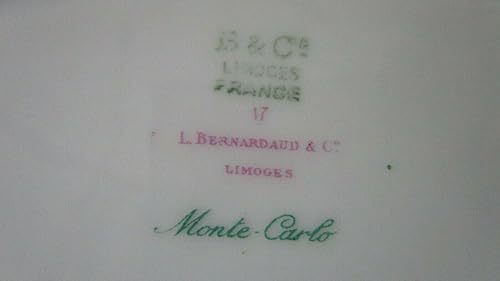 B & Cᵒ
LIMOGES
FRANCE
17
L. BERNARDAUD & Cᵒ
LIMOGES
Monte-Carlo